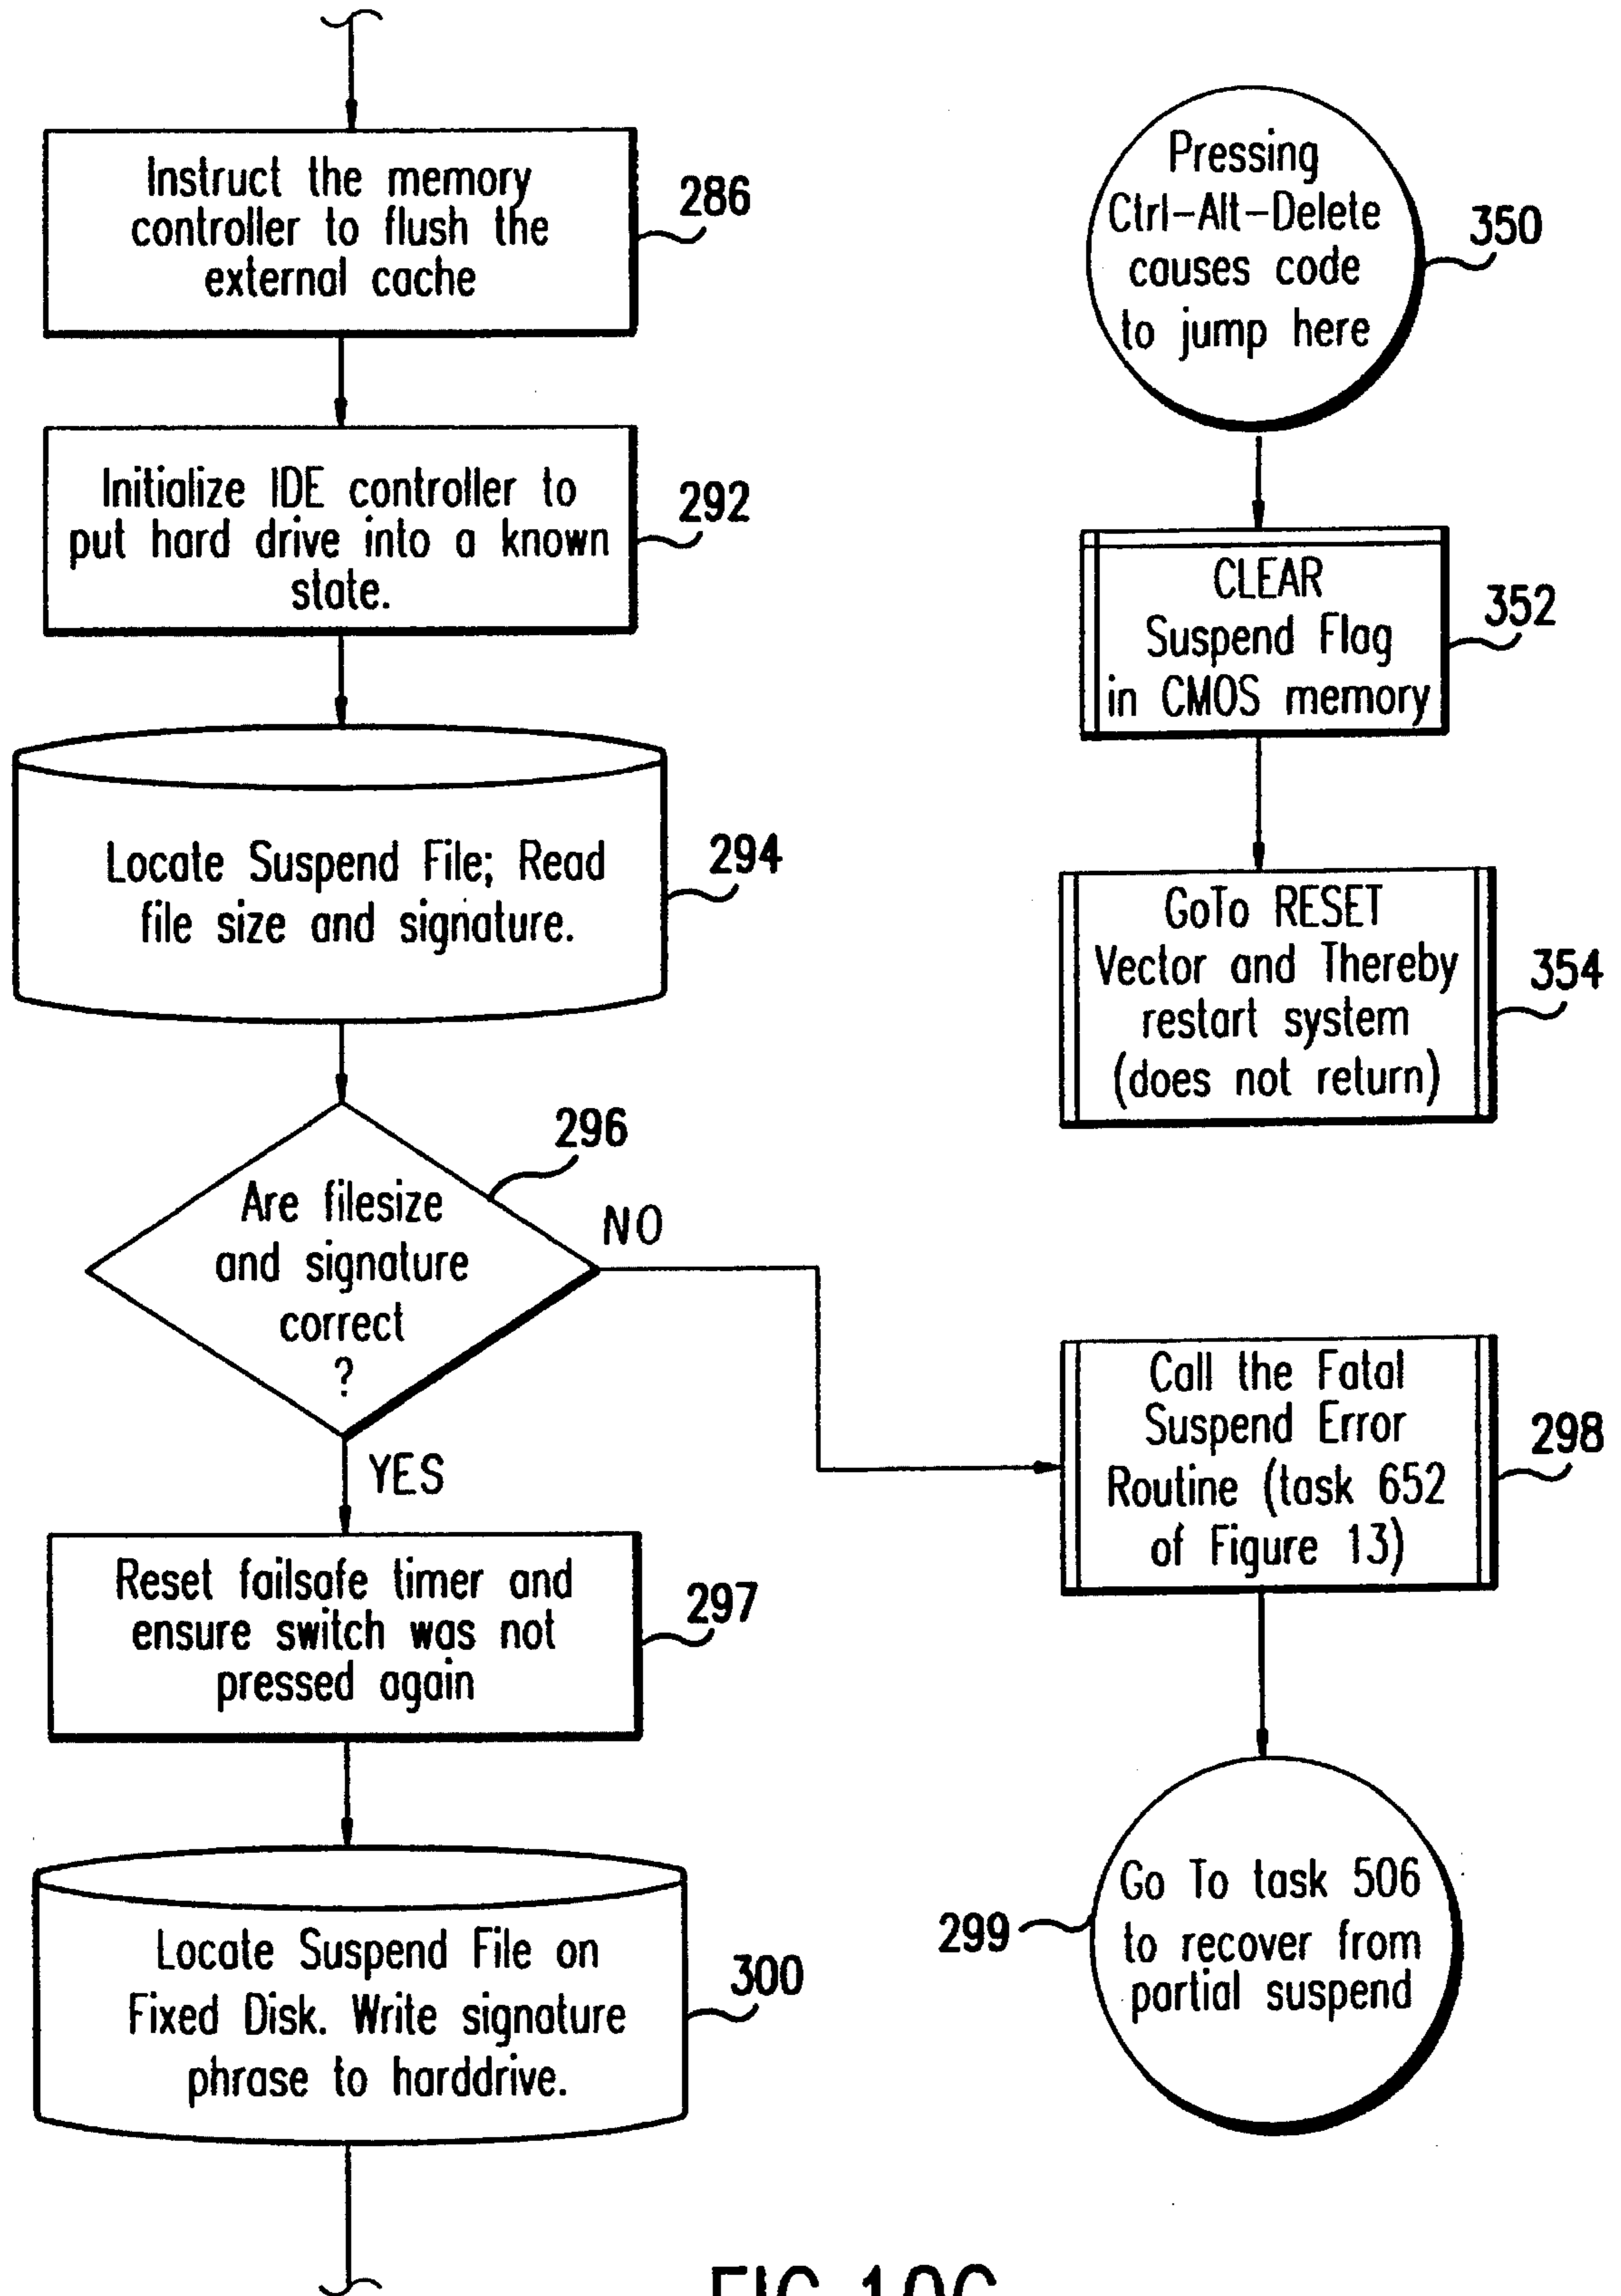 Instruct the memory
controller to flush the
external cache
286
Initialize IDE controller to
put hard drive into a known
state.
292
Locate Suspend File; Read
file size and signature.
294
Are filesize
and signature
correct
?
296
NO
YES
Reset failsafe timer and
ensure switch was not
pressed again
297
Locate Suspend File on
Fixed Disk. Write signature
phrase to harddrive.
300
Pressing
Ctrl-Alt-Delete
causes code
to jump here
350
CLEAR
Suspend Flag
in CMOS memory
352
GoTo RESET
Vector and Thereby
restart system
(does not return)
354
Call the Fatal
Suspend Error
Routine (task 652
of Figure 13)
298
Go To task 506
to recover from
partial suspend
299
FIG.10C